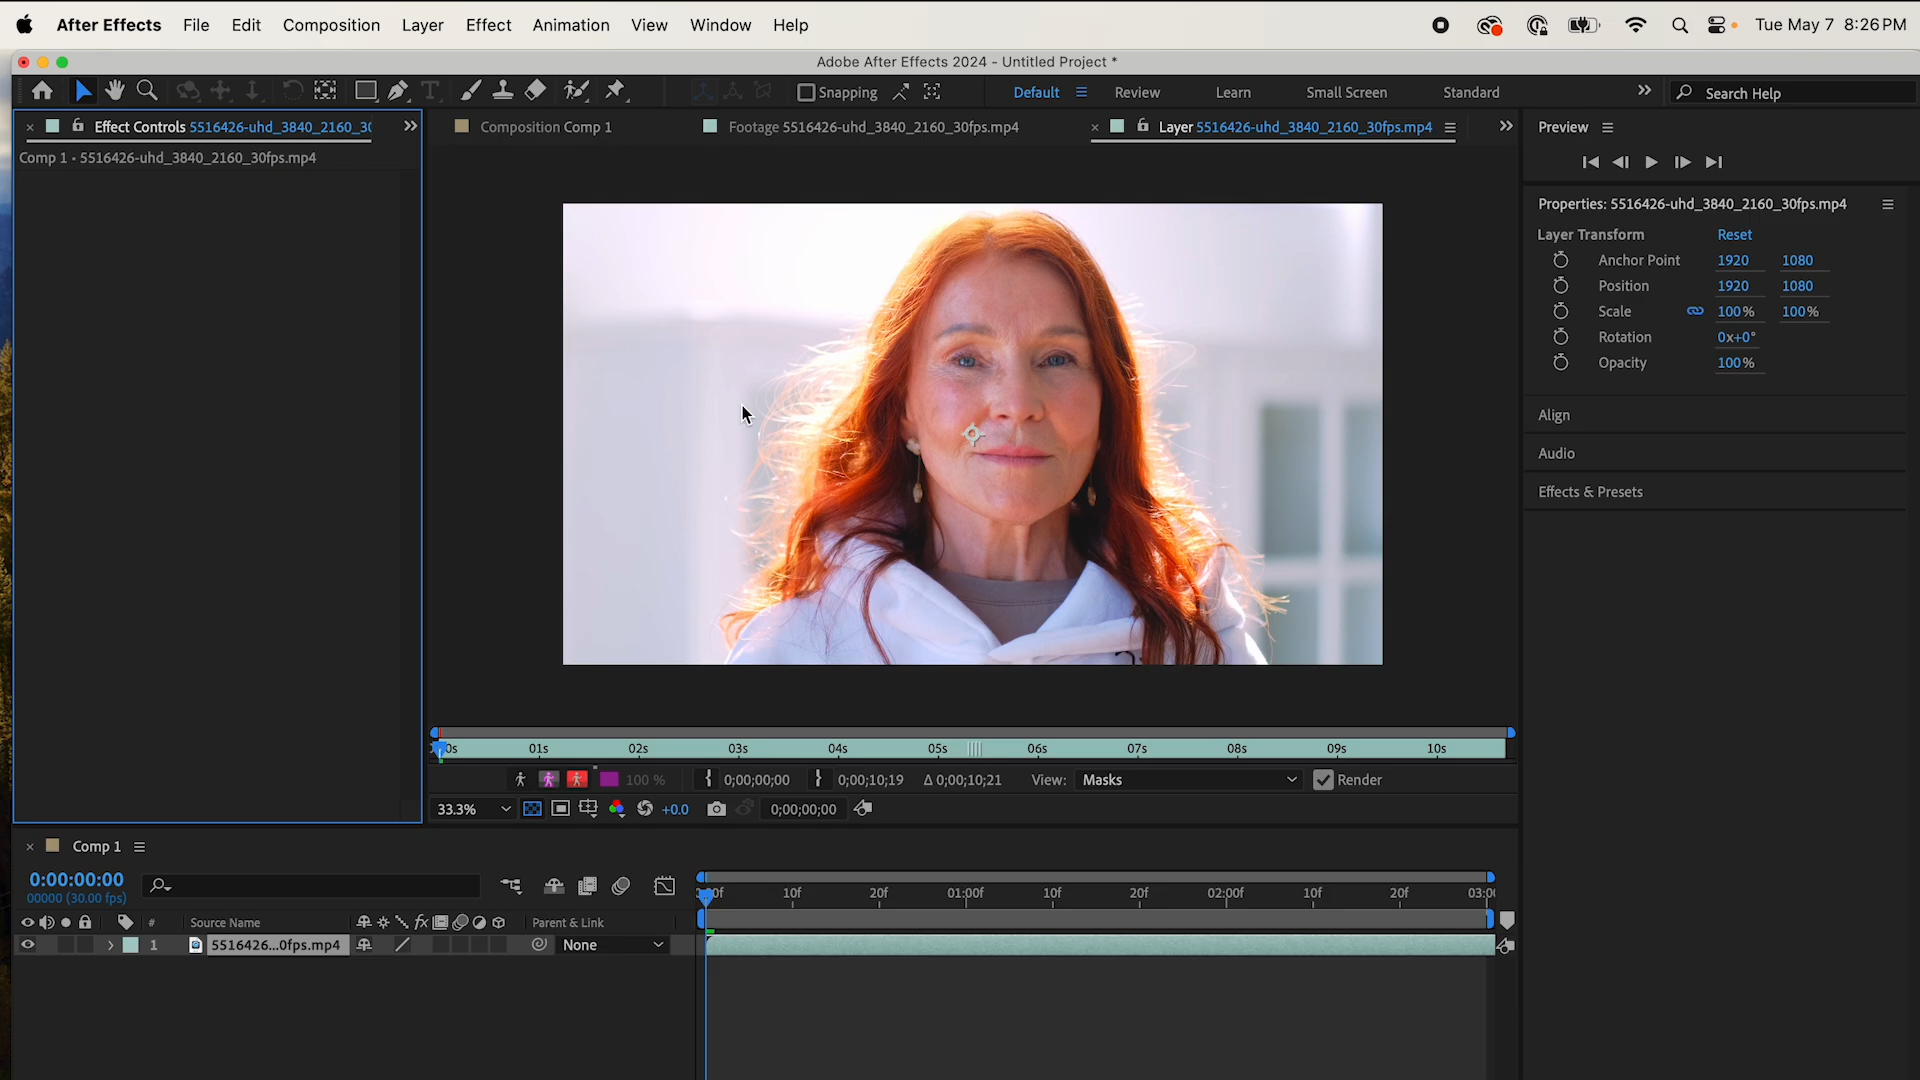 After Effects File Edit Composition Layer Effect Animation View Window Help Tue May 7 8:26 PM
Adobe After Effects 2024 - Untitled Project *
Snapping Default Review Learn Small Screen Standard Search Help
Effect Controls 5516426-uhd_3840_2160_30
Comp 1 • 5516426-uhd_3840_2160_30fps.mp4
Composition Comp 1 Footage 5516426-uhd_3840_2160_30fps.mp4 Layer 5516426-uhd_3840_2160_30fps.mp4
Preview
Properties: 5516426-uhd_3840_2160_30fps.mp4
Layer Transform Reset
Anchor Point 1920 1080
Position 1920 1080
Scale 100% 100%
Rotation 0x+0°
Opacity 100%
Align
Audio
Effects & Presets
0s 01s 02s 03s 04s 05s 06s 07s 08s 09s 10s
100 % 0;00;00;00 0;00;10;19 Δ 0;00;10;21 View: Masks Render
33.3% +0.0 0;00;00;00
Comp 1
0:00:00:00
00000 (30.00 fps)
10f 20f 01:00f 10f 20f 02:00f 10f 20f 03:0
# Source Name fx Parent & Link
1 5516426...0fps.mp4 None